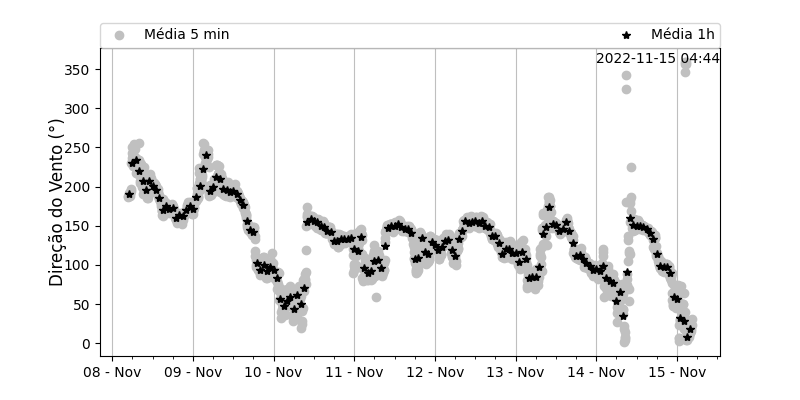 Média 5 min
Média 1h
2022-11-15 04:44
Direção do Vento (°)
350
300
250
200
150
100
50
0
08 - Nov
09 - Nov
10 - Nov
11 - Nov
12 - Nov
13 - Nov
14 - Nov
15 - Nov